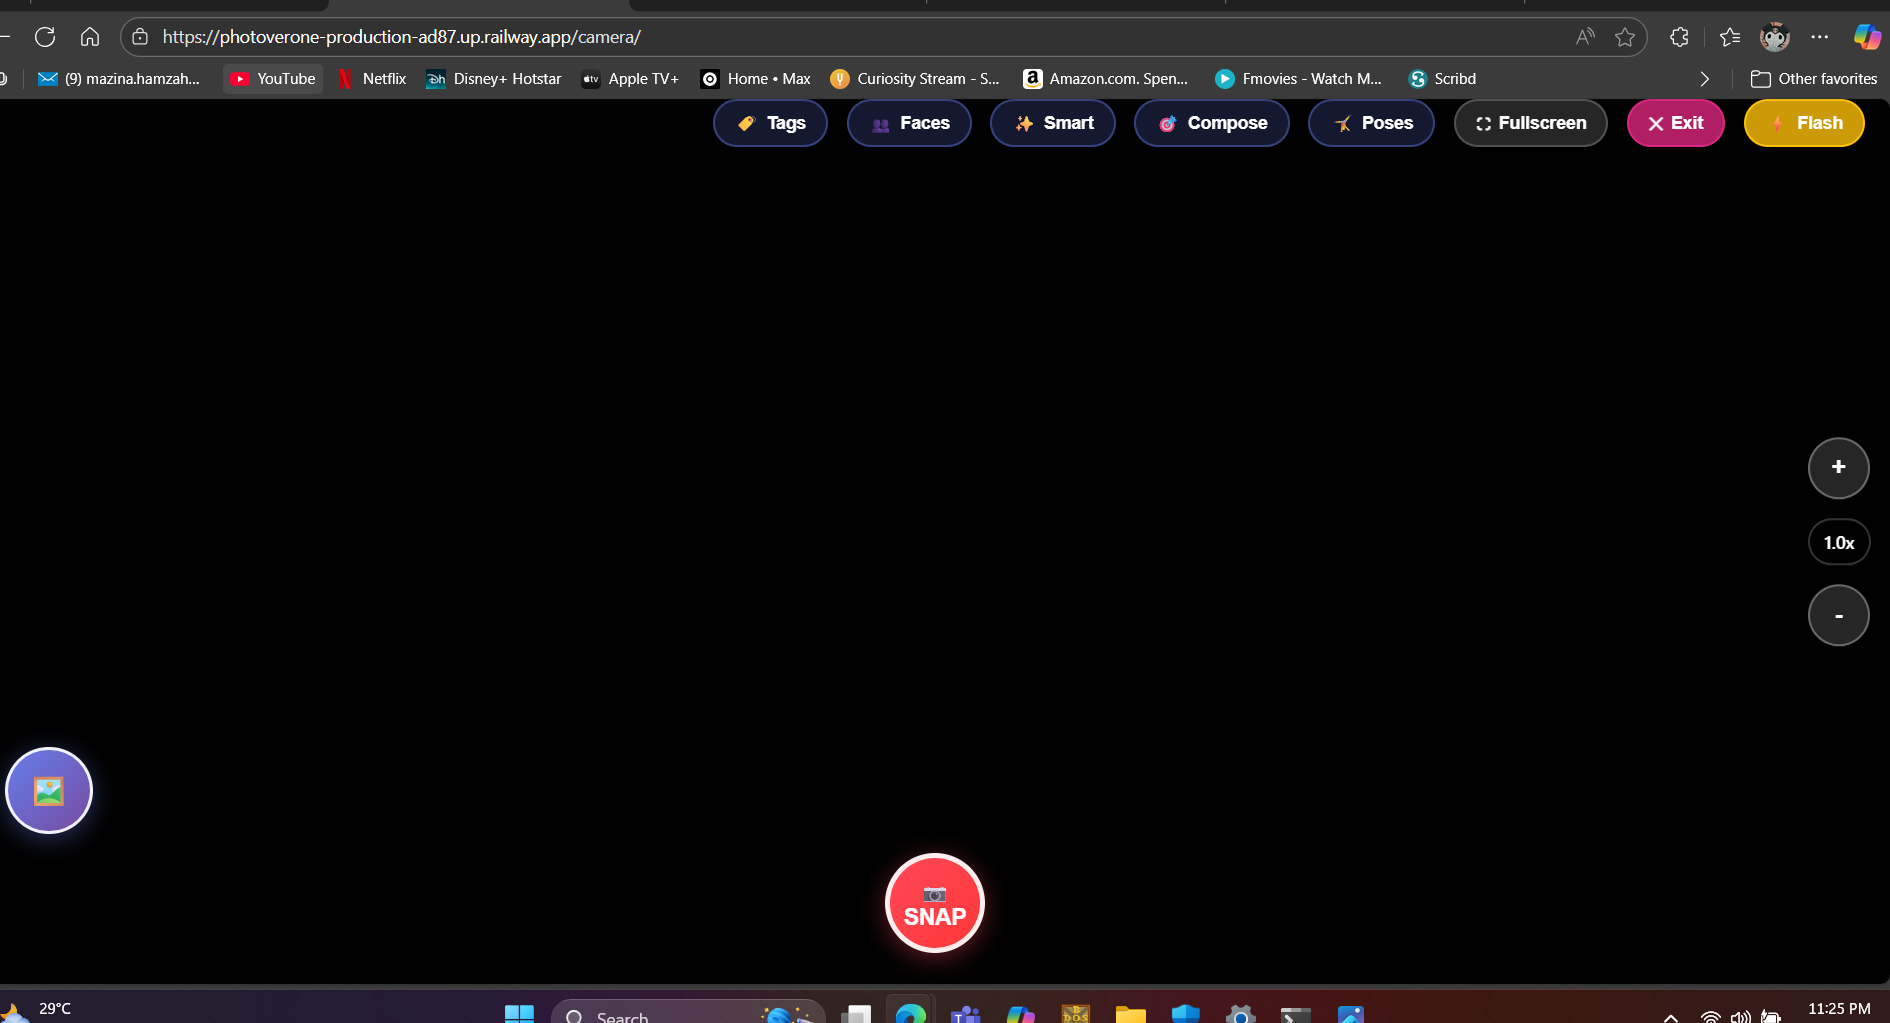 https://photoverone-production-ad87.up.railway.app/camera/
(9) mazina.hamzah... YouTube Netflix Disney+ Hotstar Apple TV+ Home • Max Curiosity Stream - S... Amazon.com. Spen... Fmovies - Watch M... Scribd Other favorites
Tags Faces Smart Compose Poses Fullscreen Exit Flash
+
1.0x
-
SNAP
29°C
Search
11:25 PM